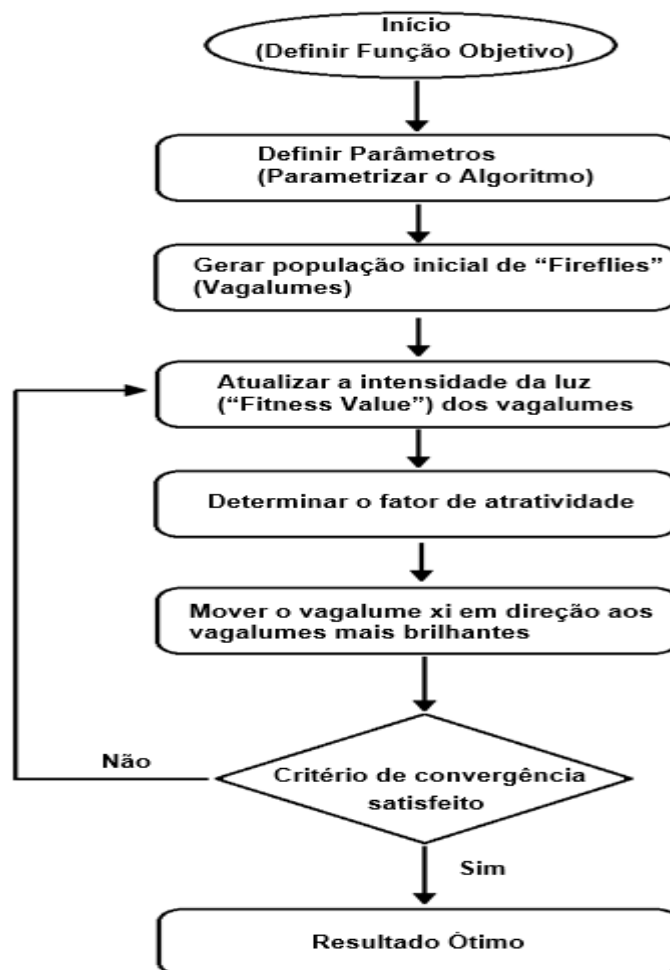 Início
(Definir Função Objetivo)
Definir Parâmetros
(Parametrizar o Algoritmo)
Gerar população inicial de “Fireflies”
(Vagalumes)
Atualizar a intensidade da luz
(“Fitness Value”) dos vagalumes
Determinar o fator de atratividade
Mover o vagalume xi em direção aos
vagalumes mais brilhantes
Não
Critério de convergência
satisfeito
Sim
Resultado Ótimo